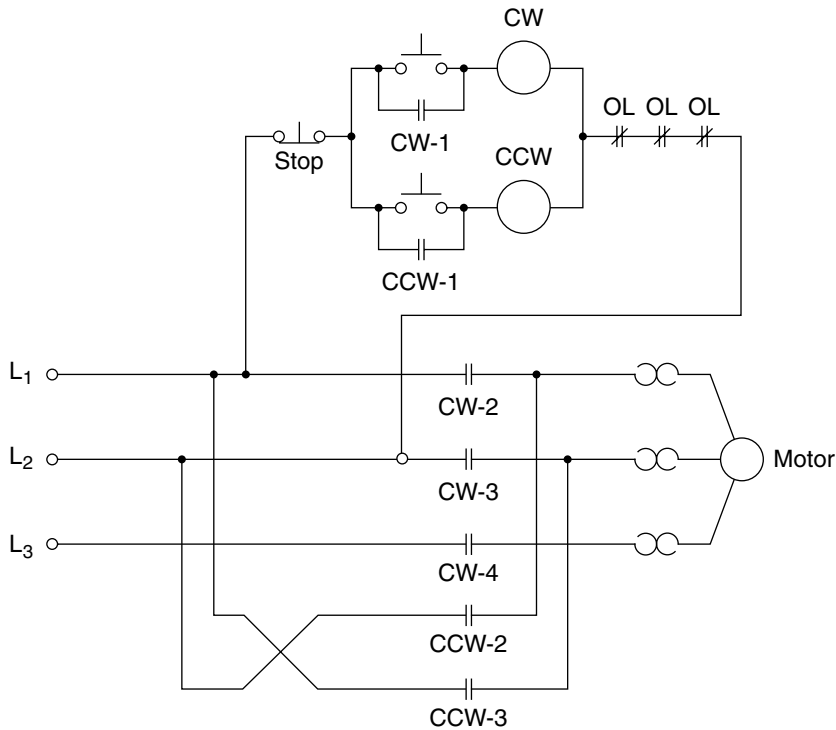 CW
OL OL OL
Stop
CW-1
CCW
CCW-1
L1
CW-2
L2
CW-3
Motor
L3
CW-4
CCW-2
CCW-3